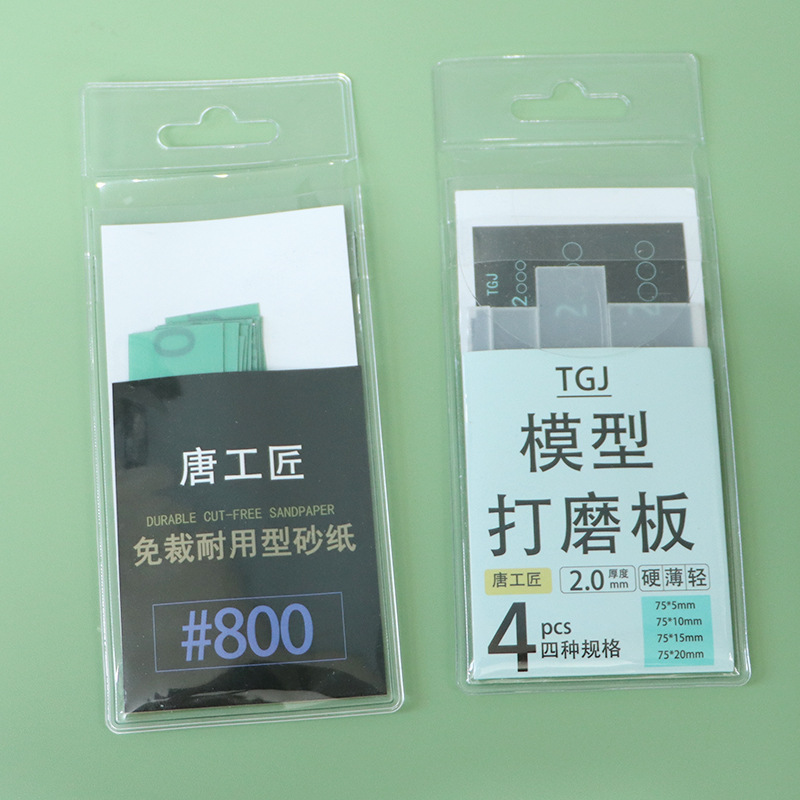 0
唐工匠
DURABLE CUT-FREE SANDPAPER
免裁耐用型砂纸
#800
TGJ
2000
TGJ
模型
打磨板
唐工匠
2.0 厚度 mm
硬 薄 轻
4 pcs
四种规格
75*5mm
75*10mm
75*15mm
75*20mm